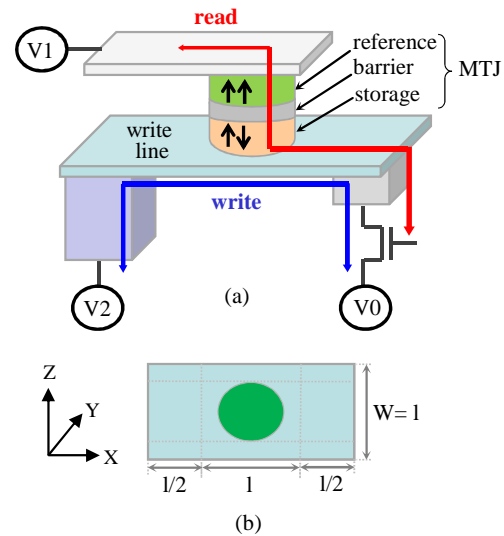 read
V1
reference
barrier
storage
MTJ
write
line
write
V2
V0
(a)
Z
Y
X
W= l
l/2
l
l/2
(b)